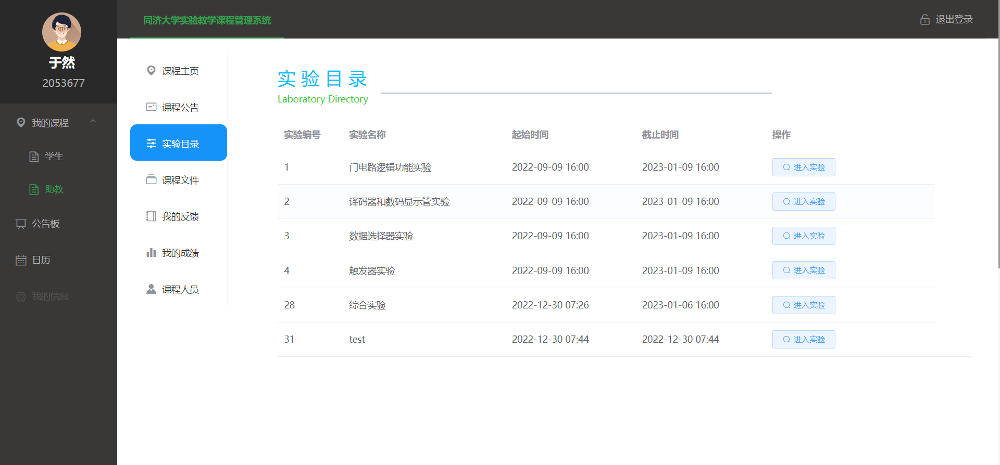 于然
2053677
我的课程
学生
助教
公告板
日历
我的信息
同济大学实验教学课程管理系统
退出登录
课程主页
课程公告
实验目录
课程文件
我的反馈
我的成绩
课程人员
实验目录
Laboratory Directory
实验编号 实验名称 起始时间 截止时间 操作
1 门电路逻辑功能实验 2022-09-09 16:00 2023-01-09 16:00 进入实验
2 译码器和数码显示管实验 2022-09-09 16:00 2023-01-09 16:00 进入实验
3 数据选择器实验 2022-09-09 16:00 2023-01-09 16:00 进入实验
4 触发器实验 2022-09-09 16:00 2023-01-09 16:00 进入实验
28 综合实验 2022-12-30 07:26 2023-01-06 16:00 进入实验
31 test 2022-12-30 07:44 2022-12-30 07:44 进入实验